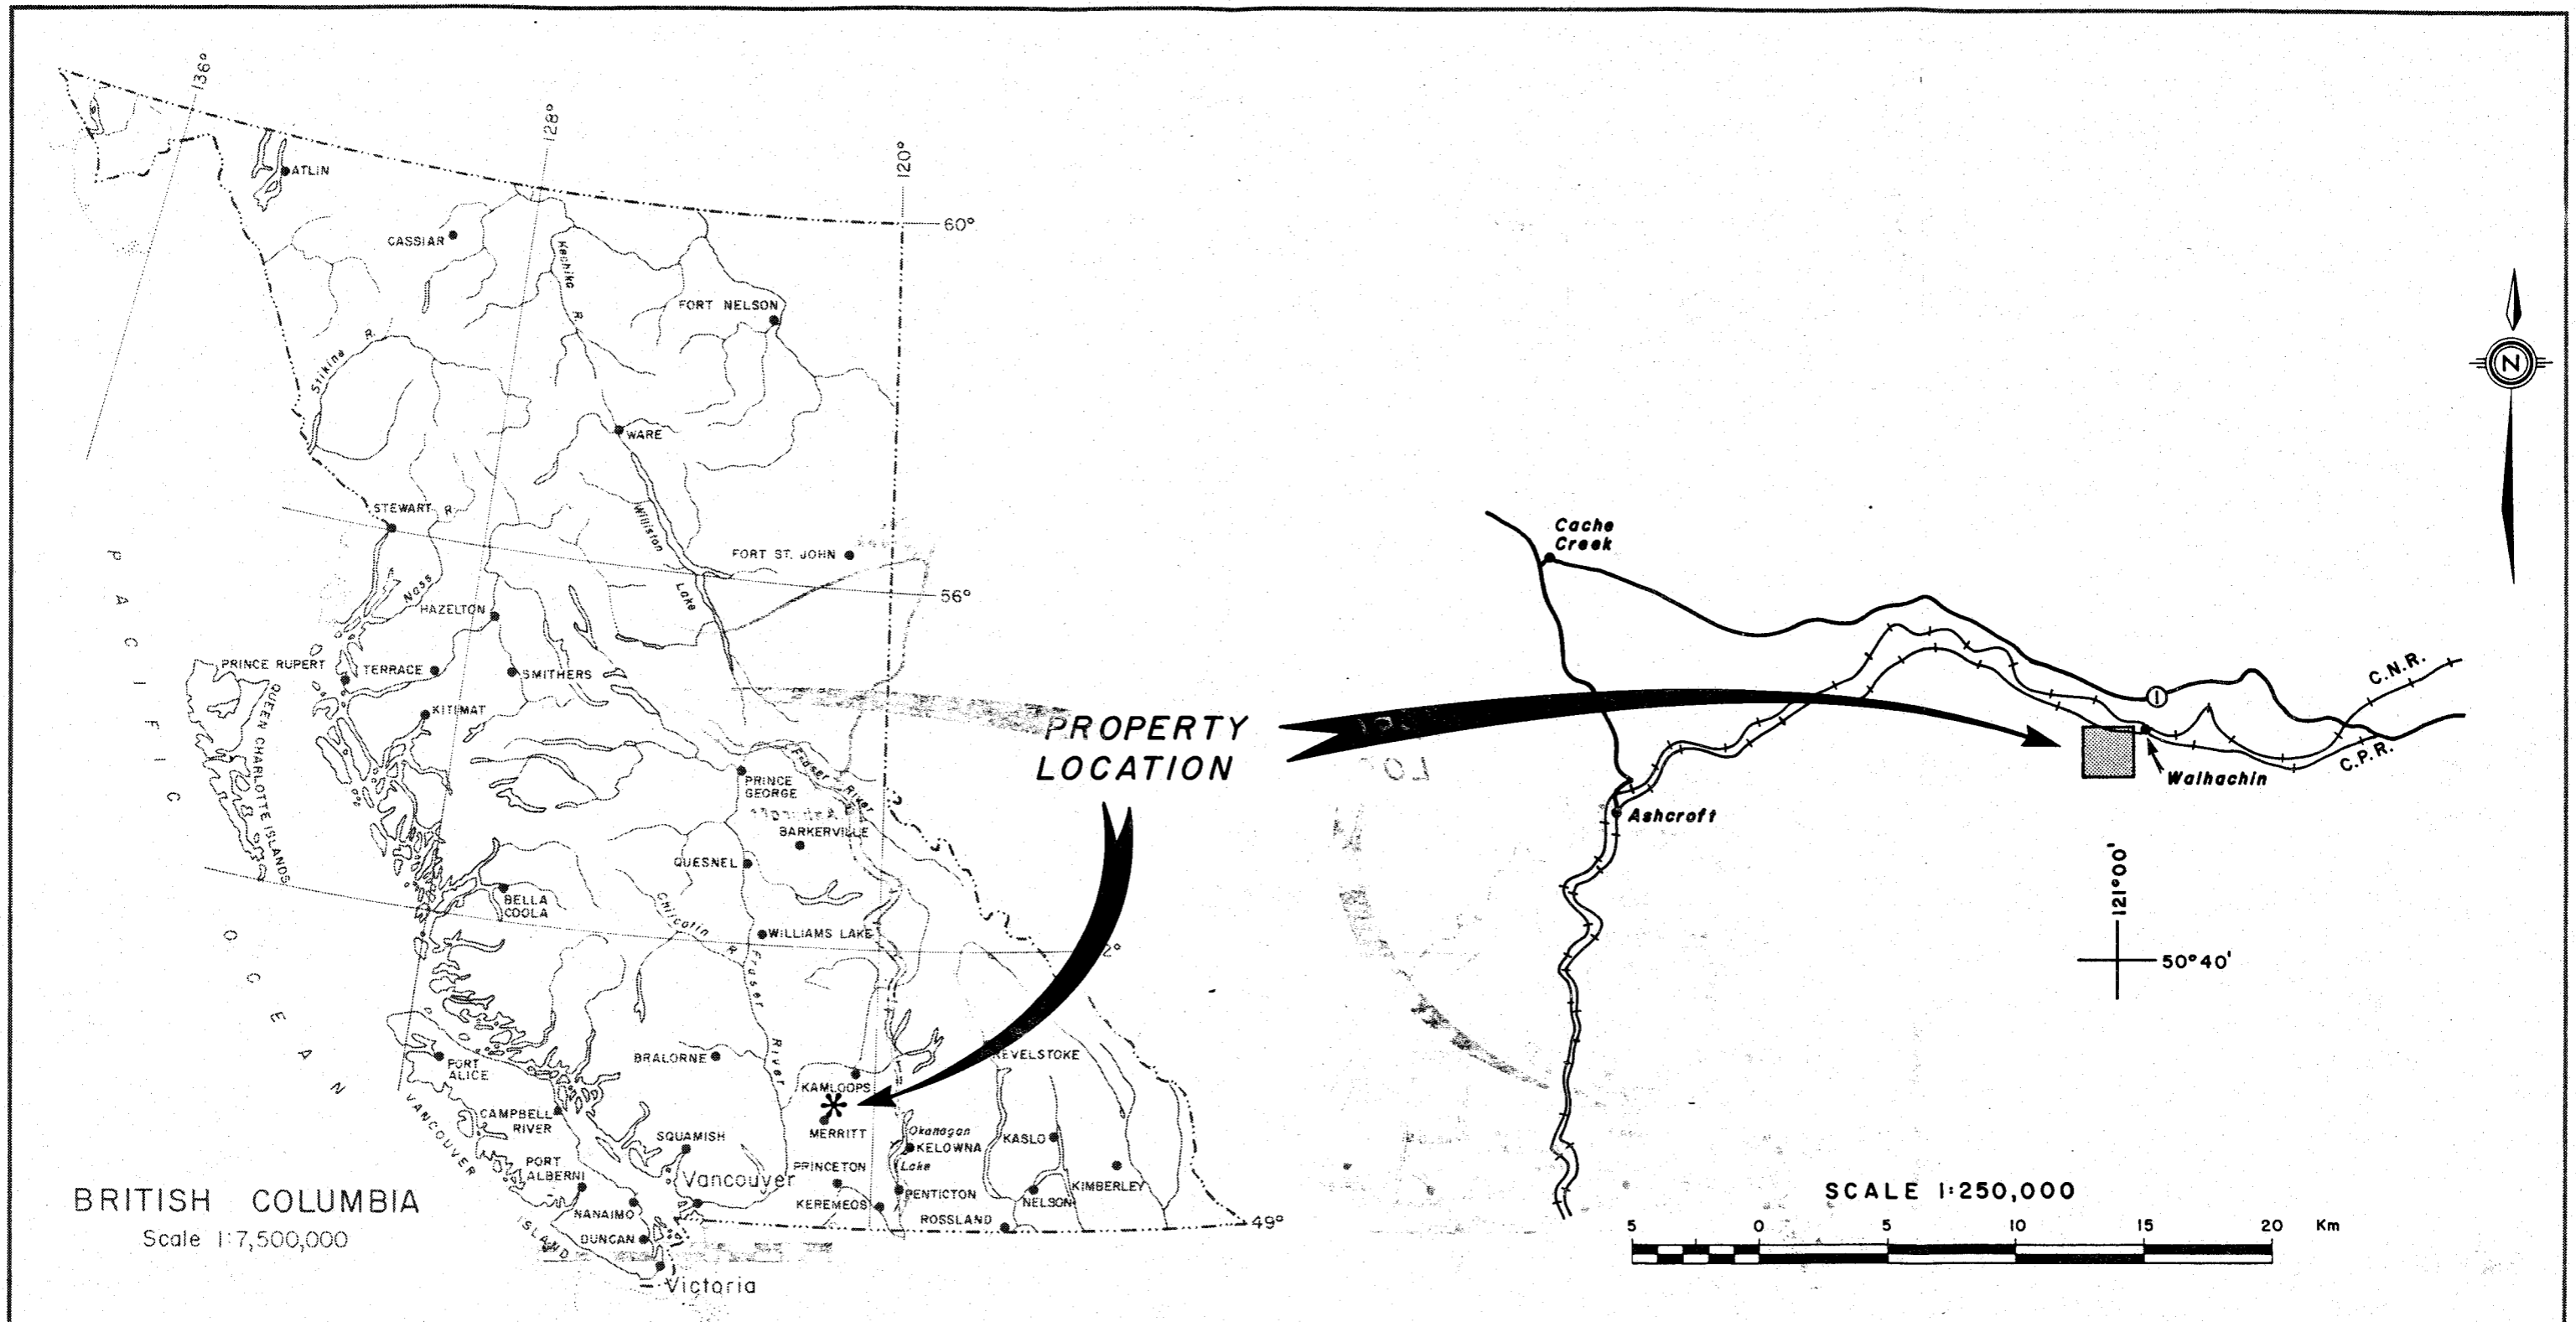 136°
128°
120°
ATLIN
60°
CASSIAR
Kechika
R.
FORT NELSON
Stikine R.
WARE
STEWART
R.
Williston
Lake
FORT ST. JOHN
56°
Nass
HAZELTON
PRINCE RUPERT
TERRACE
SMITHERS
KITIMAT
QUEEN CHARLOTTE ISLANDS
PACIFIC
OCEAN
PRINCE
GEORGE
Fraser River
BARKERVILLE
QUESNEL
BELLA
COOLA
Chilcotin R.
WILLIAMS LAKE
Fraser
River
2°
PORT
ALICE
BRALORNE
REVELSTOKE
KAMLOOPS
VANCOUVER
ISLAND
CAMPBELL
RIVER
MERRITT
Okanagan
Lake
KELOWNA
KASLO
SQUAMISH
PORT
ALBERNI
Vancouver
PRINCETON
KEREMEOS
PENTICTON
NELSON
KIMBERLEY
NANAIMO
ROSSLAND
49°
DUNCAN
Victoria
BRITISH COLUMBIA
Scale 1:7,500,000
PROPERTY
LOCATION
N
Cache
Creek
1
C.N.R.
C.P.R.
Walhachin
Ashcroft
121°00'
50°40'
SCALE 1:250,000
5 0 5 10 15 20 Km